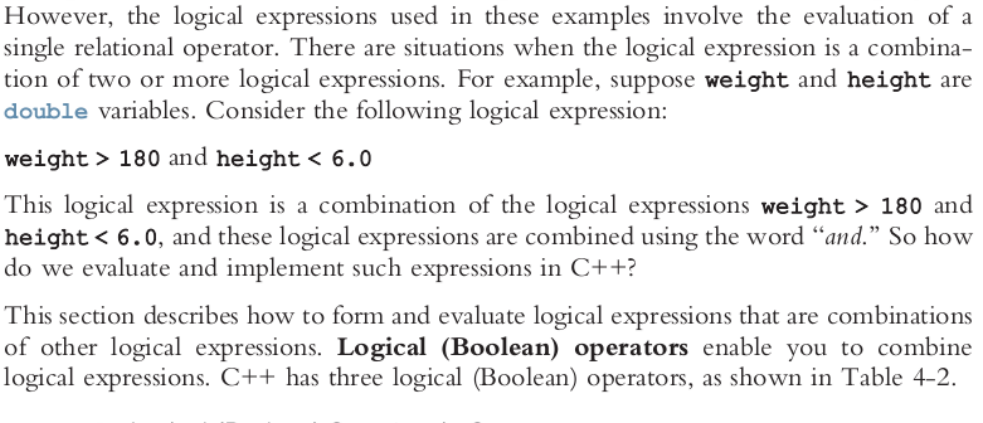 However, the logical expressions used in these examples involve the evaluation of a
single relational operator. There are situations when the logical expression is a combina-
tion of two or more logical expressions. For example, suppose weight and height are
double variables. Consider the following logical expression:
weight > 180 and height < 6.0
This logical expression is a combination of the logical expressions weight > 180 and
height < 6.0, and these logical expressions are combined using the word “and.” So how
do we evaluate and implement such expressions in C++?
This section describes how to form and evaluate logical expressions that are combinations
of other logical expressions. Logical (Boolean) operators enable you to combine
logical expressions. C++ has three logical (Boolean) operators, as shown in Table 4-2.